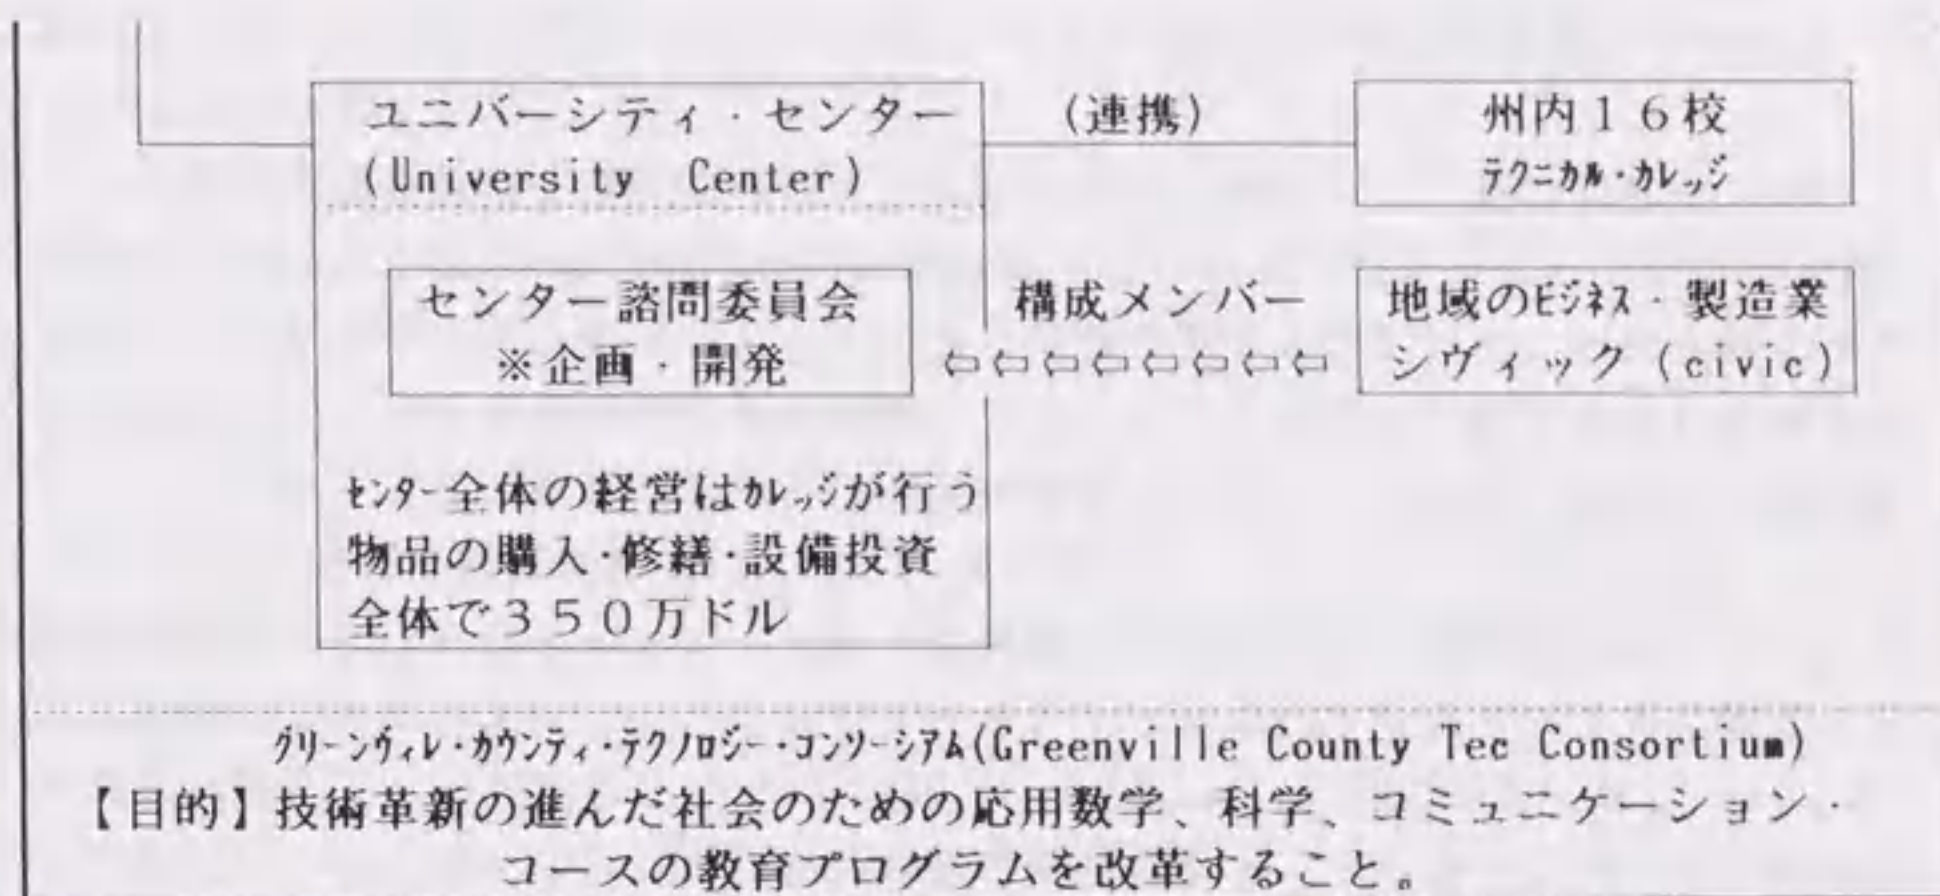 ユニバーシティ・センター
(University Center)
(連携)
州内16校
テクニカル・カレッジ
センター諮問委員会
※企画・開発
構成メンバー
⇦⇦⇦⇦⇦⇦⇦⇦
地域のビジネス・製造業
シヴィック(civic)
センター全体の経営はカレッジが行う
物品の購入・修繕・設備投資
全体で350万ドル
グリーンヴィレ・カウンティ・テクノロジー・コンソーシアム(Greenville County Tec Consortium)
【目的】技術革新の進んだ社会のための応用数学、科学、コミュニケーション・
コースの教育プログラムを改革すること。